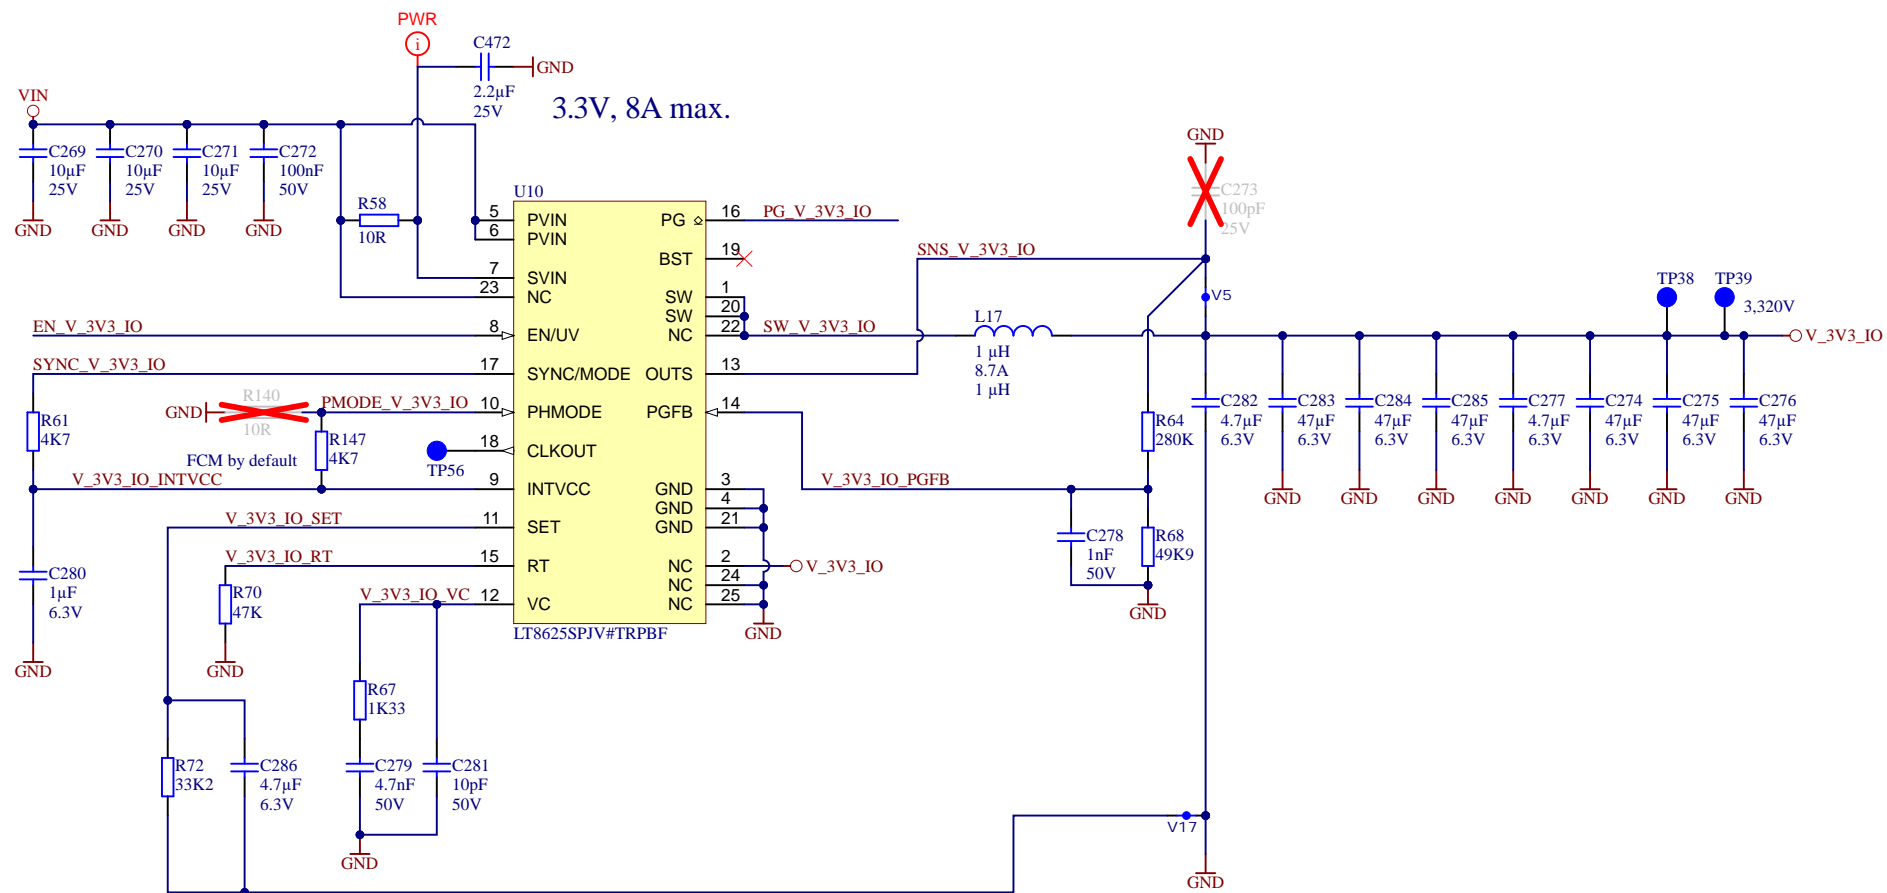 PWR
i
C472
2.2µF
25V
GND
3.3V, 8A max.
VIN
C269
10µF
25V
GND
C270
10µF
25V
GND
C271
10µF
25V
GND
C272
100nF
50V
GND
R58
10R
U10
5 PVIN
6 PVIN
7 SVIN
23 NC
8 EN/UV
17 SYNC/MODE
10 PHMODE
18 CLKOUT
9 INTVCC
11 SET
15 RT
12 VC
PG 16
BST 19
SW 1
SW 20
NC 22
OUTS 13
PGFB 14
GND 3
GND 4
GND 21
NC 2
NC 24
NC 25
LT8625SPJV#TRPBF
EN_V_3V3_IO
SYNC_V_3V3_IO
R61
4K7
GND
R140
10R
PMODE_V_3V3_IO
R147
4K7
FCM by default
TP56
V_3V3_IO_INTVCC
V_3V3_IO_SET
V_3V3_IO_RT
V_3V3_IO_VC
C280
1µF
6.3V
GND
R70
47K
GND
R67
1K33
R72
33K2
C286
4.7µF
6.3V
C279
4.7nF
50V
C281
10pF
50V
GND
PG_V_3V3_IO
SNS_V_3V3_IO
SW_V_3V3_IO
V_3V3_IO_PGFB
V_3V3_IO
GND
GND
C273
100pF
25V
V5
L17
1 µH
8.7A
1 µH
R64
280K
C278
1nF
50V
R68
49K9
GND
TP38
TP39
3,320V
V_3V3_IO
C282
4.7µF
6.3V
C283
47µF
6.3V
GND
C284
47µF
6.3V
GND
C285
47µF
6.3V
GND
C277
4.7µF
6.3V
GND
C274
47µF
6.3V
GND
C275
47µF
6.3V
GND
C276
47µF
6.3V
GND
V17
GND